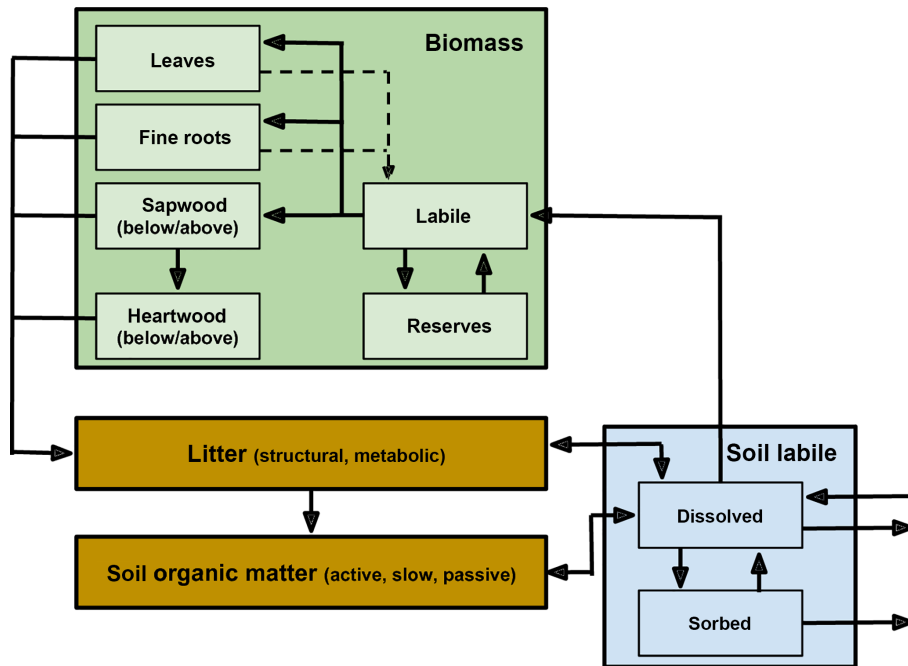 Biomass
Leaves
Fine roots
Sapwood
(below/above)
Labile
Heartwood
(below/above)
Reserves
Litter (structural, metabolic)
Soil labile
Dissolved
Soil organic matter (active, slow, passive)
Sorbed